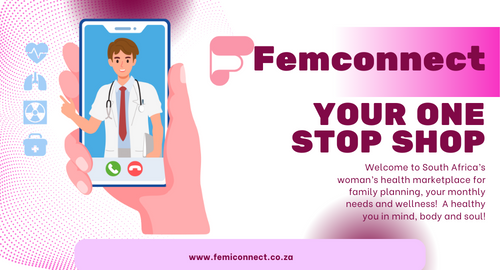 Femconnect
YOUR ONE
STOP SHOP
Welcome to South Africa's
woman's health marketplace for
family planning, your monthly
needs and wellness! A healthy
you in mind, body and soul!
www.femiconnect.co.za